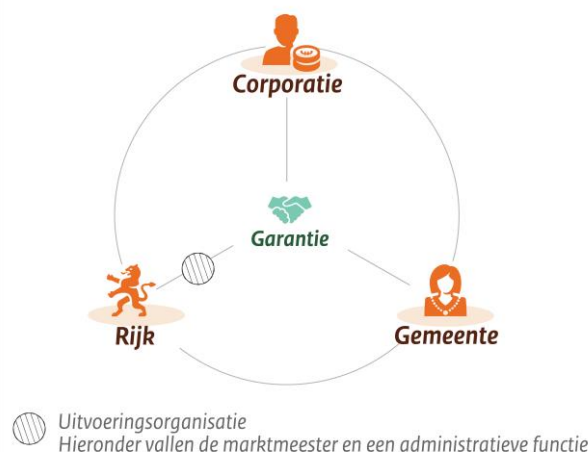 Corporatie
Garantie
Rijk
Gemeente
Uitvoeringsorganisatie
Hieronder vallen de marktmeester en een administratieve functie